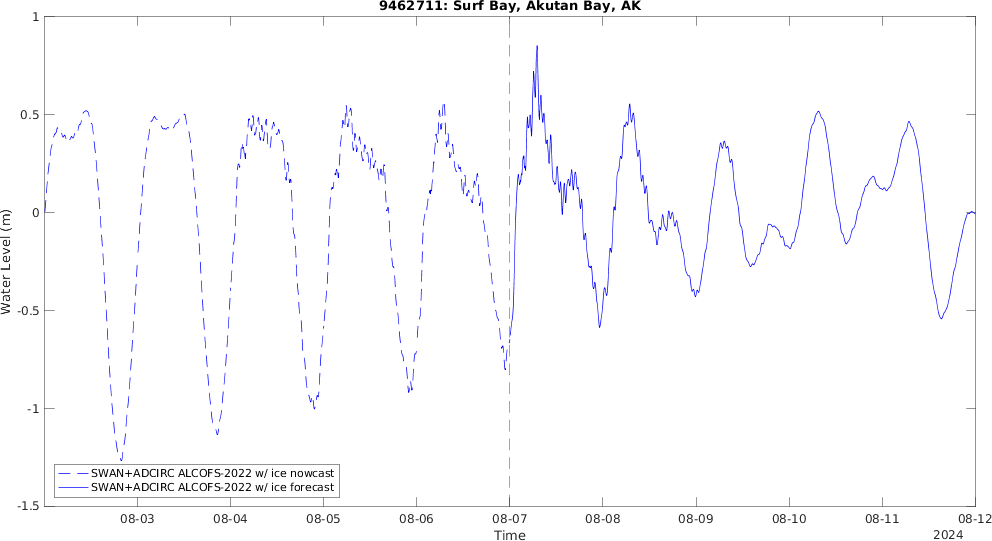 9462711: Surf Bay, Akutan Bay, AK
Water Level (m)
1
0.5
0
-0.5
-1
-1.5
SWAN+ADCIRC ALCOFS-2022 w/ ice nowcast
SWAN+ADCIRC ALCOFS-2022 w/ ice forecast
08-03 08-04 08-05 08-06 08-07 08-08 08-09 08-10 08-11 08-12
Time
2024